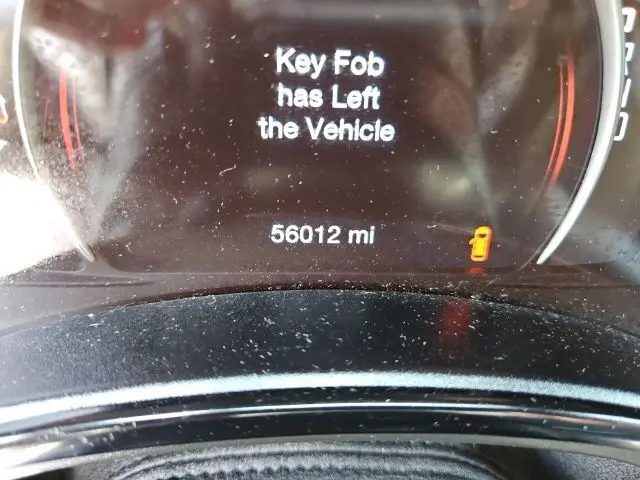 Key Fob
has Left
the Vehicle
56012 mi
P
R
N
D